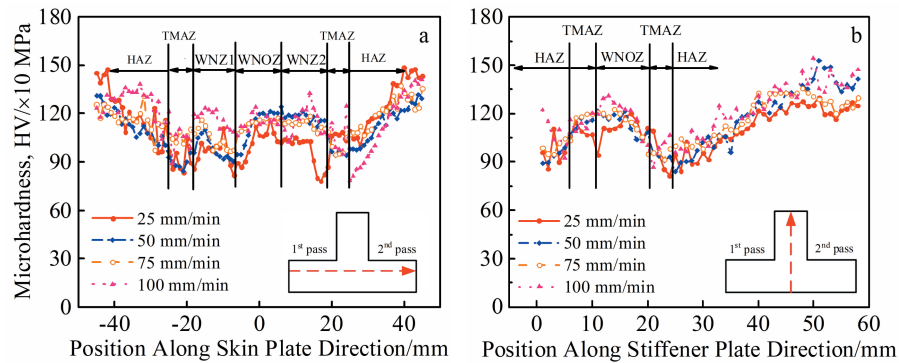 Microhardness, HV/×10 MPa
180
150
120
90
60
30
0
a
TMAZ TMAZ
HAZ WNZ1 WNOZ WNZ2 HAZ
25 mm/min
50 mm/min
75 mm/min
100 mm/min
1st pass 2nd pass
-40 -20 0 20 40
Position Along Skin Plate Direction/mm
180
150
120
90
60
30
0
b
TMAZ TMAZ
HAZ WNOZ HAZ
25 mm/min
50 mm/min
75 mm/min
100 mm/min
1st pass 2nd pass
0 10 20 30 40 50 60
Position Along Stiffener Plate Direction/mm